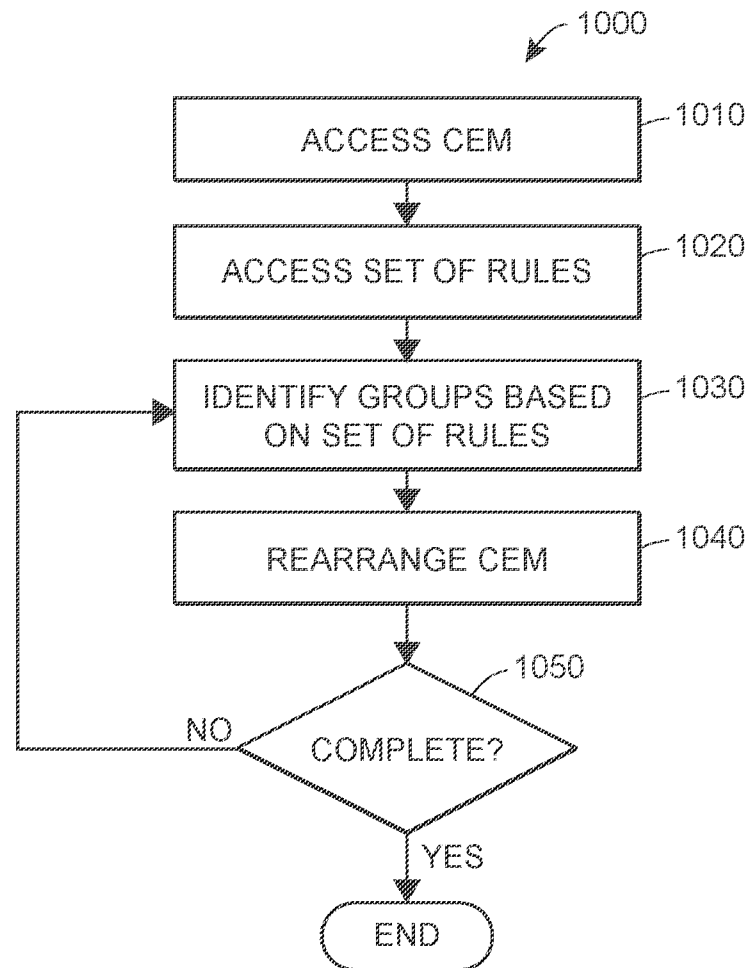 1000
ACCESS CEM
1010
ACCESS SET OF RULES
1020
IDENTIFY GROUPS BASED
ON SET OF RULES
1030
REARRANGE CEM
1040
1050
COMPLETE?
NO
YES
END